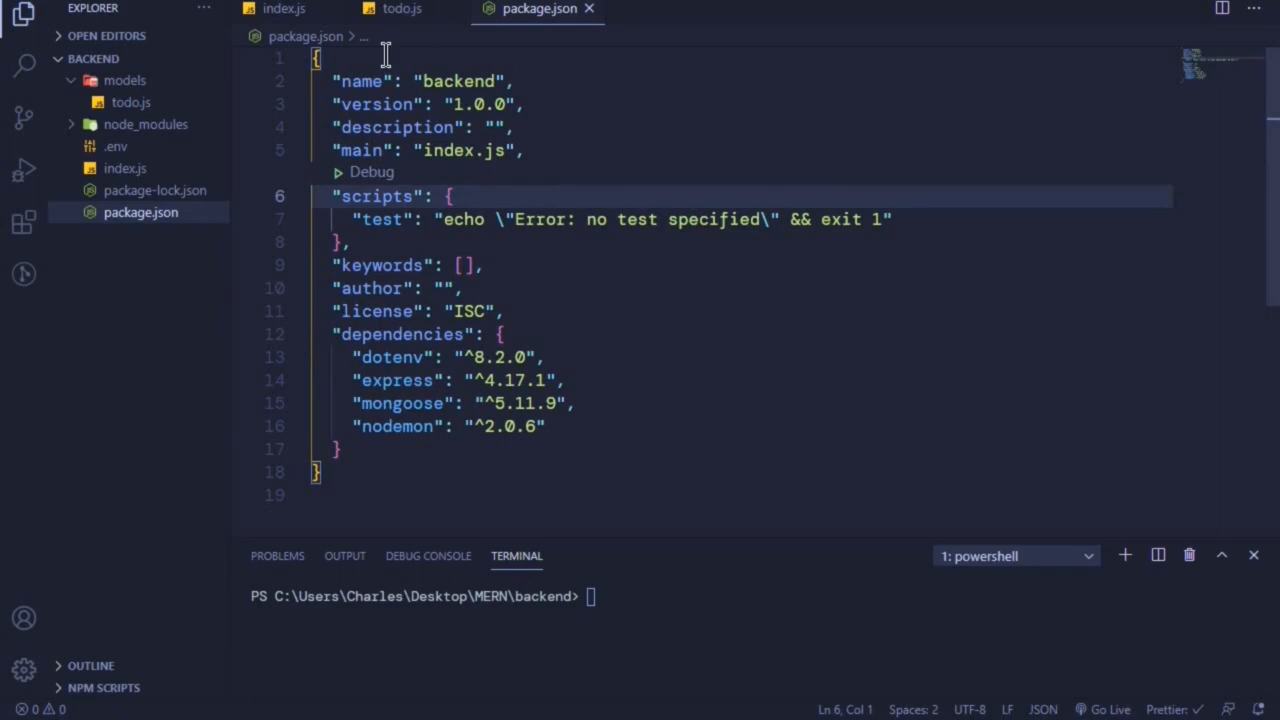 EXPLORER
index.js
todo.js
package.json
OPEN EDITORS
package.json > ...
BACKEND
models
todo.js
node_modules
.env
index.js
package-lock.json
package.json
1 {
2 "name": "backend",
3 "version": "1.0.0",
4 "description": "",
5 "main": "index.js",
Debug
6 "scripts": {
7 "test": "echo \"Error: no test specified\" && exit 1"
8 },
9 "keywords": [],
10 "author": "",
11 "license": "ISC",
12 "dependencies": {
13 "dotenv": "^8.2.0",
14 "express": "^4.17.1",
15 "mongoose": "^5.11.9",
16 "nodemon": "^2.0.6"
17 }
18 }
19
PROBLEMS OUTPUT DEBUG CONSOLE TERMINAL 1: powershell
PS C:\Users\Charles\Desktop\MERN\backend>
OUTLINE
NPM SCRIPTS
0 0 Ln 6, Col 1 Spaces: 2 UTF-8 LF JSON Go Live Prettier: ✓